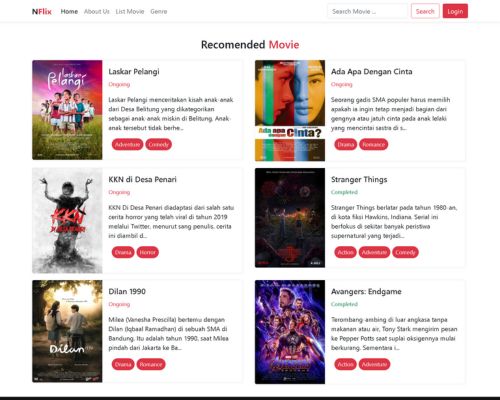 NFlix
Home
About Us
List Movie
Genre
Search Movie ...
Search
Login
Recomended Movie
Laskar Pelangi
Ongoing
Laskar Pelangi menceritakan kisah anak-anak
dari Desa Belitung yang dikategorikan
sebagai anak-anak miskin di Belitung. Anak-
anak tersebut tidak berhe...
Adventure
Comedy
Ada Apa Dengan Cinta
Ongoing
Seorang gadis SMA populer harus memilih
apakah ia ingin tetap menjadi bagian dari
gengnya atau jatuh cinta pada anak lelaki
yang mencintai sastra di s...
Drama
Romance
KKN di Desa Penari
Ongoing
KKN Di Desa Penari diadaptasi dari salah satu
cerita horror yang telah viral di tahun 2019
melalui Twitter, menurut sang penulis, cerita
ini diambil d...
Drama
Horror
Stranger Things
Completed
Stranger Things berlatar pada tahun 1980-an,
di kota fiksi Hawkins, Indiana. Serial ini
berfokus di sekitar banyak peristiwa
supernatural yang terjadi...
Action
Adventure
Comedy
Dilan 1990
Ongoing
Milea (Vanesha Prescilla) bertemu dengan
Dilan (Iqbaal Ramadhan) di sebuah SMA di
Bandung. Itu adalah tahun 1990, saat Milea
pindah dari Jakarta ke Ba...
Drama
Romance
Avangers: Endgame
Completed
Terombang-ambing di luar angkasa tanpa
makanan atau air, Tony Stark mengirim pesan
ke Pepper Potts saat suplai oksigennya mulai
berkurang. Sementara i...
Action
Adventure
Laskar
Pelangi
Ada apa
dengan
Cinta?
KKN
Dilan